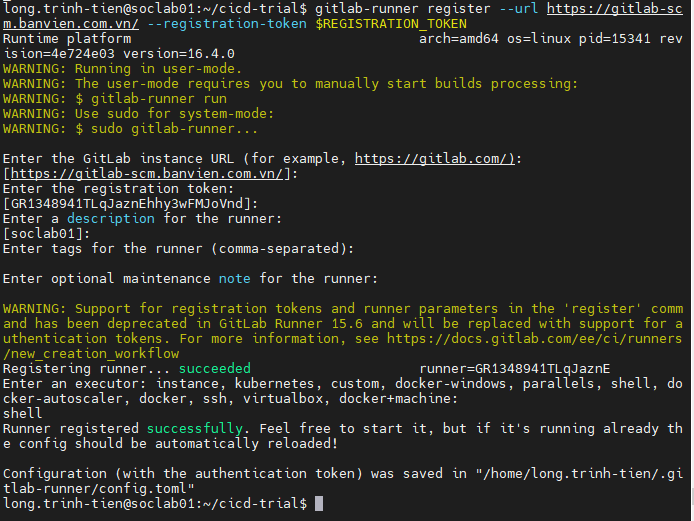 long.trinh-tien@soclab01:~/cicd-trial$ gitlab-runner register --url https://gitlab-sc
m.banvien.com.vn/ --registration-token $REGISTRATION_TOKEN
Runtime platform                                    arch=amd64 os=linux pid=15341 rev
ision=4e724e03 version=16.4.0
WARNING: Running in user-mode.
WARNING: The user-mode requires you to manually start builds processing:
WARNING: $ gitlab-runner run
WARNING: Use sudo for system-mode:
WARNING: $ sudo gitlab-runner...
Enter the GitLab instance URL (for example, https://gitlab.com/):
[https://gitlab-scm.banvien.com.vn/]:
Enter the registration token:
[GR1348941TLqJaznEhhy3wFMJoVnd]:
Enter a description for the runner:
[soclab01]:
Enter tags for the runner (comma-separated):
Enter optional maintenance note for the runner:
WARNING: Support for registration tokens and runner parameters in the 'register' comm
and has been deprecated in GitLab Runner 15.6 and will be replaced with support for a
uthentication tokens. For more information, see https://docs.gitlab.com/ee/ci/runners
/new_creation_workflow
Registering runner... succeeded                     runner=GR1348941TLqJaznE
Enter an executor: instance, kubernetes, custom, docker-windows, parallels, shell, do
cker-autoscaler, docker, ssh, virtualbox, docker+machine:
shell
Runner registered successfully. Feel free to start it, but if it's running already th
e config should be automatically reloaded!
Configuration (with the authentication token) was saved in "/home/long.trinh-tien/.gi
tlab-runner/config.toml"
long.trinh-tien@soclab01:~/cicd-trial$